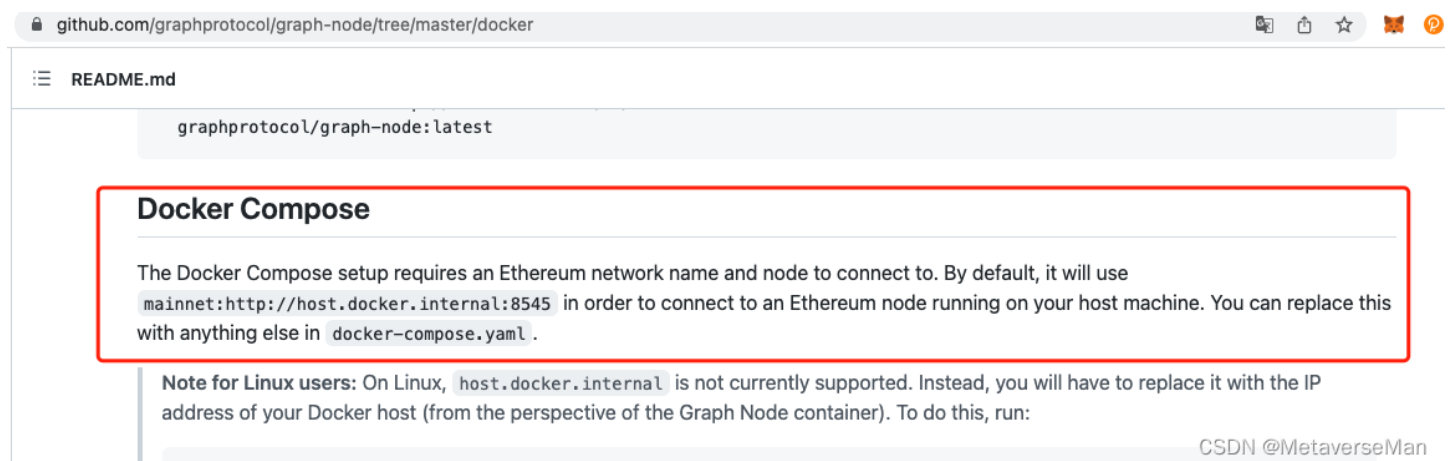 github.com/graphprotocol/graph-node/tree/master/docker
README.md
graphprotocol/graph-node:latest
Docker Compose
The Docker Compose setup requires an Ethereum network name and node to connect to. By default, it will use
mainnet:http://host.docker.internal:8545 in order to connect to an Ethereum node running on your host machine. You can replace this
with anything else in docker-compose.yaml.
Note for Linux users: On Linux, host.docker.internal is not currently supported. Instead, you will have to replace it with the IP
address of your Docker host (from the perspective of the Graph Node container). To do this, run:
CSDN @MetaverseMan